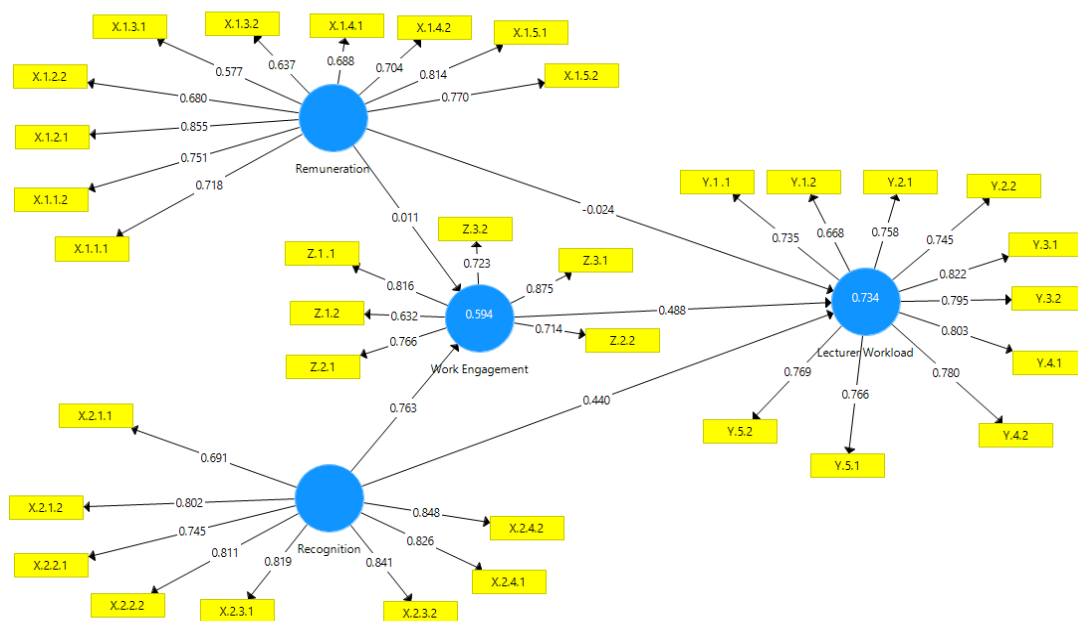 X.1.3.1
X.1.3.2
X.1.4.1
X.1.4.2
X.1.5.1
X.1.2.2
X.1.5.2
X.1.2.1
X.1.1.2
X.1.1.1
0.577
0.637
0.688
0.704
0.814
0.680
0.770
0.855
0.751
0.718
Remuneration
0.011
-0.024
Z.1 .1
Z.3.2
Z.3.1
Z.1.2
Z.2.1
Z.2.2
0.816
0.723
0.875
0.632
0.766
0.714
0.594
Work Engagement
0.488
0.763
0.440
Y.1 .1
Y.1.2
Y.2.1
Y.2.2
Y.3.1
Y.3.2
Y.4.1
Y.4.2
Y.5.1
Y.5.2
0.735
0.668
0.758
0.745
0.822
0.795
0.803
0.780
0.766
0.769
0.734
Lecturer Workload
X.2.1.1
X.2.1.2
X.2.2.1
X.2.2.2
X.2.3.1
X.2.3.2
X.2.4.1
X.2.4.2
0.691
0.802
0.745
0.811
0.819
0.841
0.826
0.848
Recognition